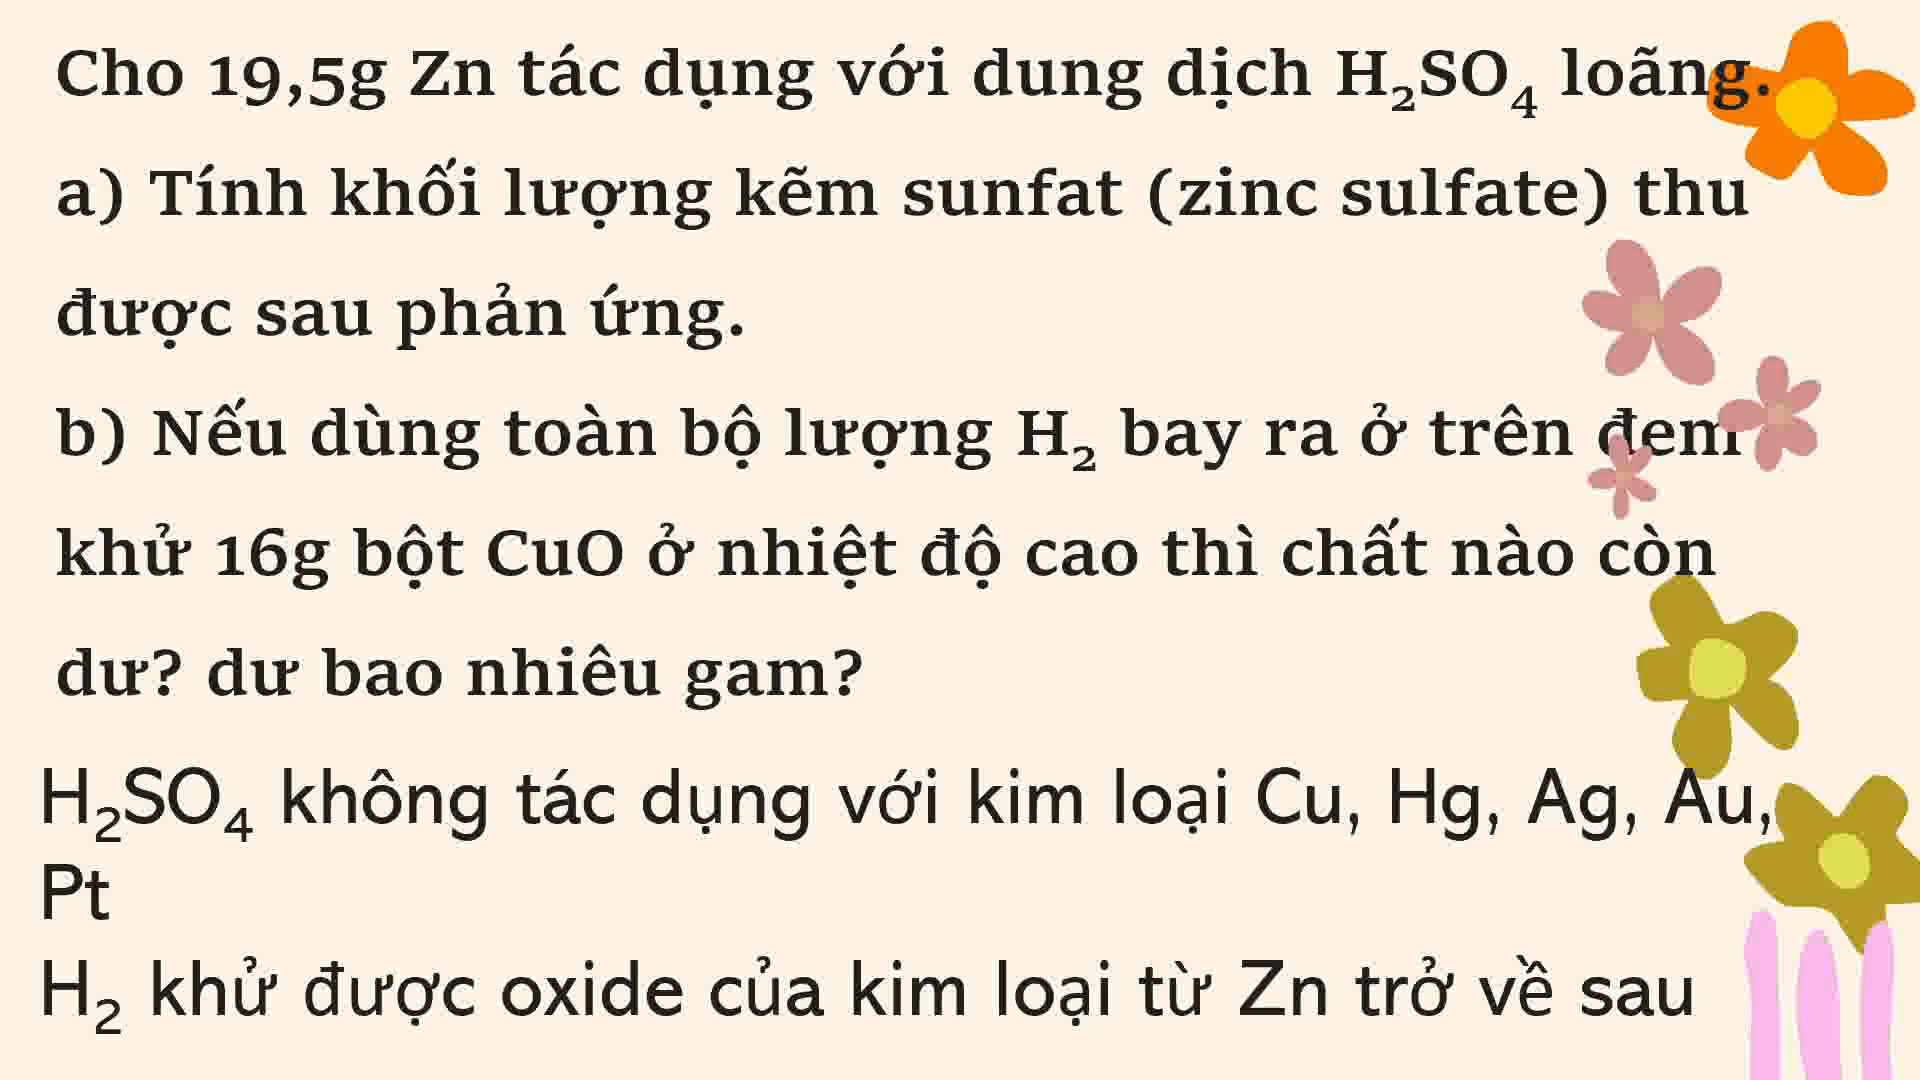 Cho 19,5g Zn tác dụng với dung dịch H₂SO₄ loãng.
a) Tính khối lượng kẽm sunfat (zinc sulfate) thu
được sau phản ứng.
b) Nếu dùng toàn bộ lượng H₂ bay ra ở trên đem
khử 16g bột CuO ở nhiệt độ cao thì chất nào còn
dư? dư bao nhiêu gam?
H₂SO₄ không tác dụng với kim loại Cu, Hg, Ag, Au,
Pt
H₂ khử được oxide của kim loại từ Zn trở về sau